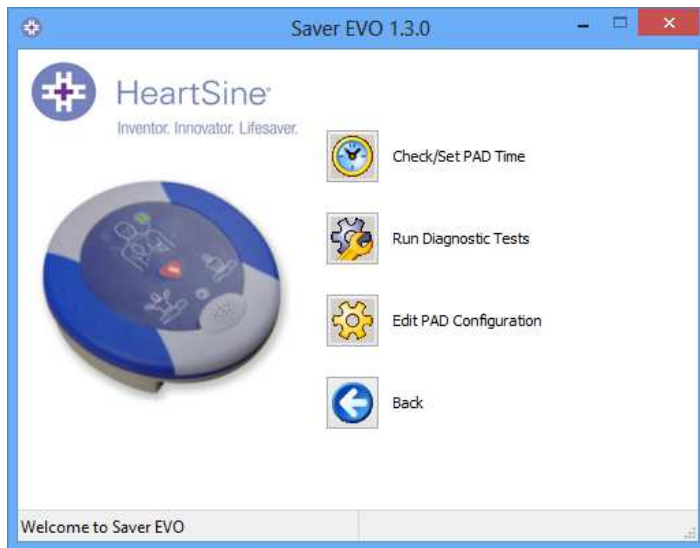 Saver EVO 1.3.0
HeartSine®
Inventor. Innovator. Lifesaver.
Check/Set PAD Time
Run Diagnostic Tests
Edit PAD Configuration
Back
Welcome to Saver EVO